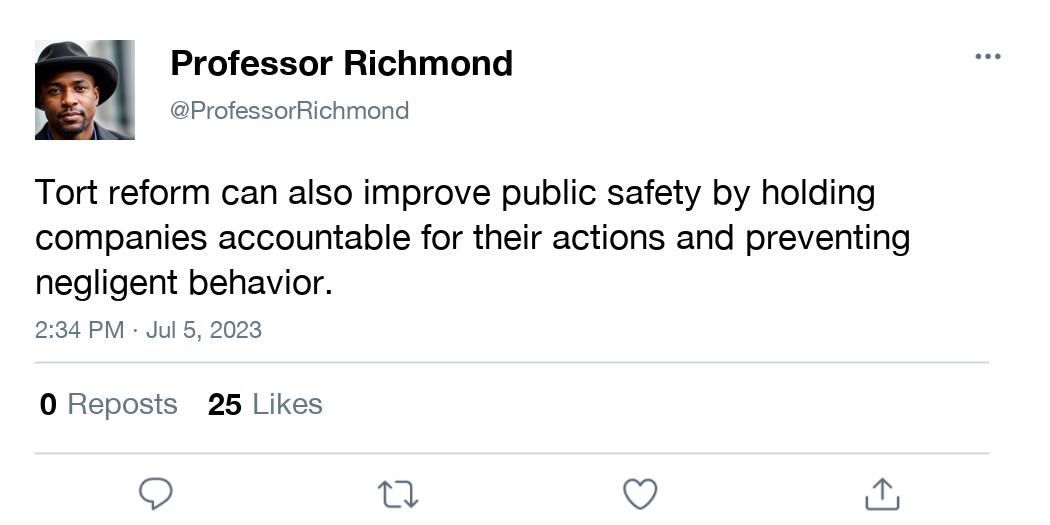 Professor Richmond
@ProfessorRichmond
Tort reform can also improve public safety by holding
companies accountable for their actions and preventing
negligent behavior.
2:34 PM · Jul 5, 2023
0 Reposts 25 Likes